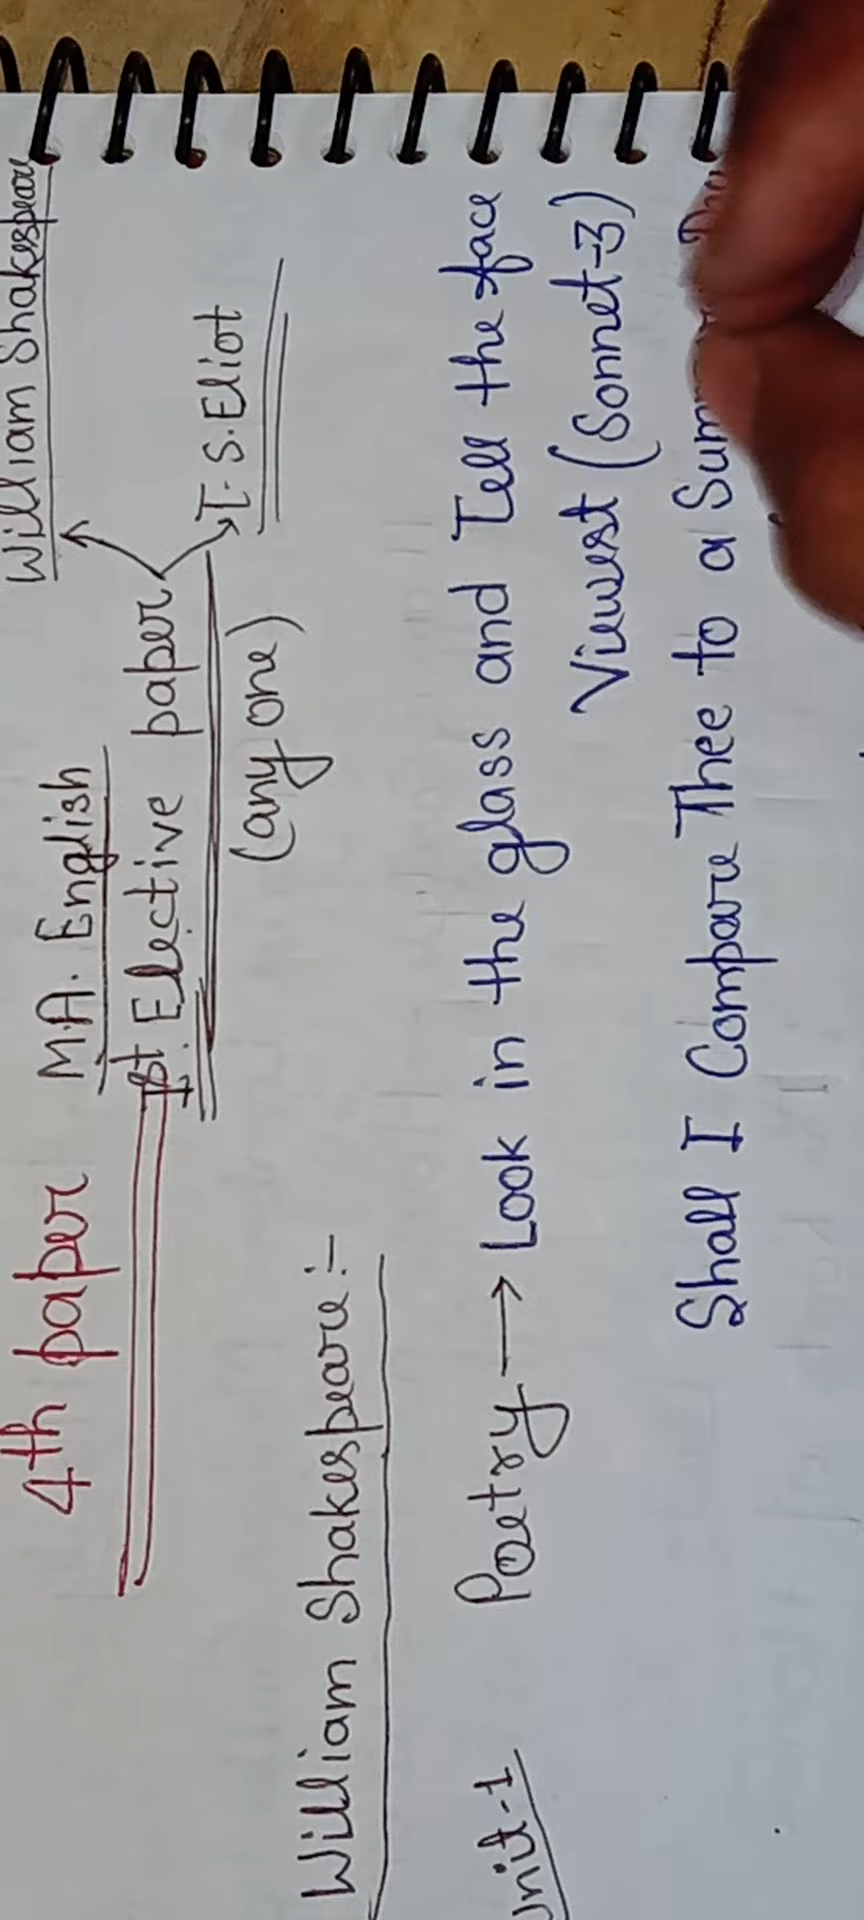 4th paper M.A. English William Shakespeare
Ist. Elective paper T.S. Eliot
(any one)
William Shakespeare:-
Unit-1 Poetry → Look in the glass and Tell the face
Viewest (Sonnet-3)
Shall I Compare Thee to a